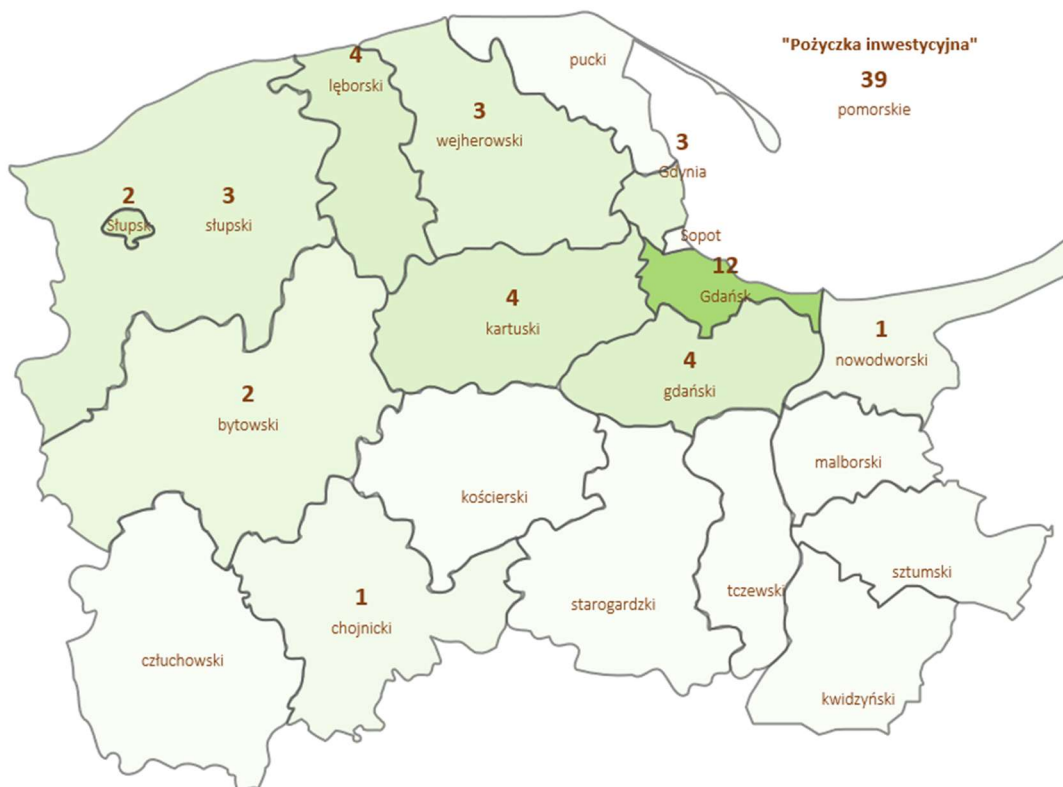 "Pożyczka inwestycyjna"
39
pomorskie
4
lęborski
pucki
3
wejherowski
3
Gdynia
2
Słupsk
3
słupski
Sopot
12
Gdańsk
4
kartuski
1
nowodworski
4
gdański
2
bytowski
malborski
kościerski
sztumski
tczewski
starogardzki
1
chojnicki
człuchowski
kwidzyński